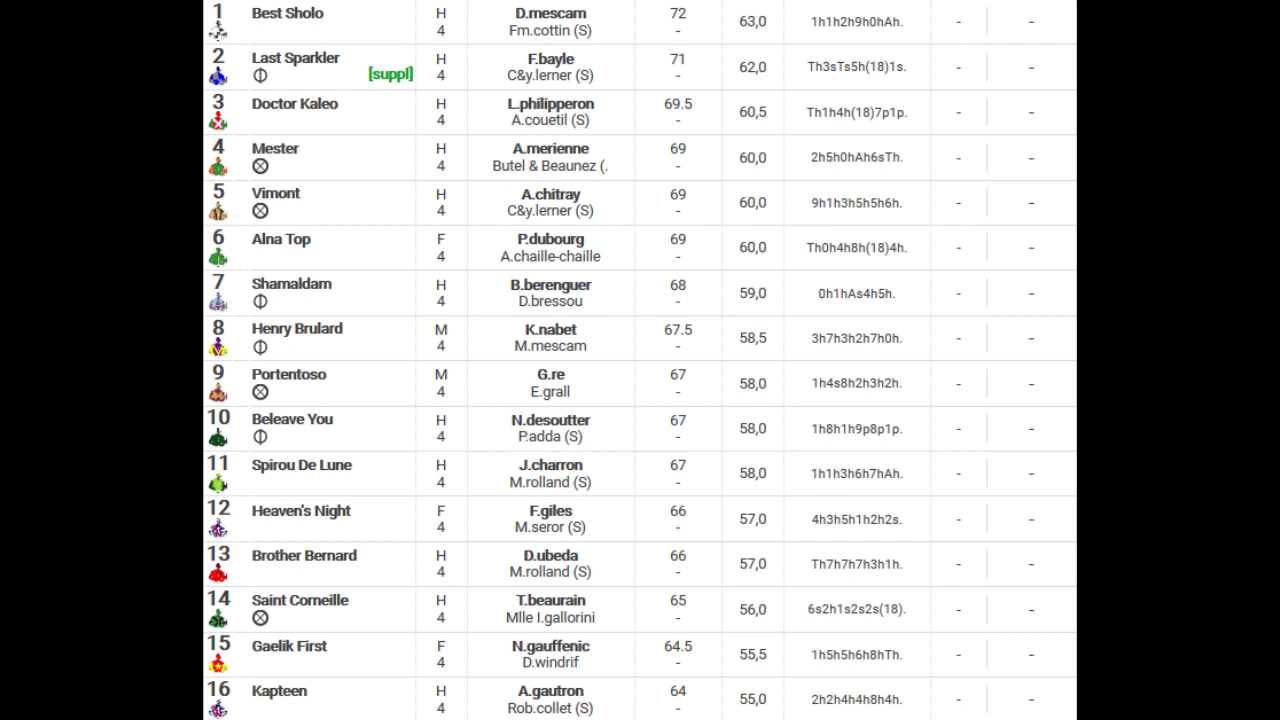 1 Best Sholo H D.mescam 72 63,0 1h1h2h9h0hAh. - -
4 Fm.cottin (S) -
2 Last Sparkler H F.bayle 71 62,0 Th3sTs5h(18)1s. - -
[suppl] 4 C&y.lerner (S) -
3 Doctor Kaleo H L.philipperon 69.5 60,5 Th1h4h(18)7p1p. - -
4 A.couetil (S) -
4 Mester H A.merienne 69 60,0 2h5h0hAh6sTh. - -
4 Butel & Beaunez (. -
5 Vimont H A.chitray 69 60,0 9h1h3h5h5h6h. - -
4 C&y.lerner (S) -
6 Alna Top F P.dubourg 69 60,0 Th0h4h8h(18)4h. - -
4 A.chaille-chaille -
7 Shamaldam H B.berenguer 68 59,0 0h1hAs4h5h. - -
4 D.bressou -
8 Henry Brulard M K.nabet 67.5 58,5 3h7h3h2h7h0h. - -
4 M.mescam -
9 Portentoso M G.re 67 58,0 1h4s8h2h3h2h. - -
4 E.grall -
10 Beleave You H N.desoutter 67 58,0 1h8h1h9p8p1p. - -
4 P.adda (S) -
11 Spirou De Lune H J.charron 67 58,0 1h1h3h6h7hAh. - -
4 M.rolland (S) -
12 Heaven's Night F F.giles 66 57,0 4h3h5h1h2h2s. - -
4 M.seror (S) -
13 Brother Bernard H D.ubeda 66 57,0 Th7h7h7h3h1h. - -
4 M.rolland (S) -
14 Saint Corneille H T.beaurain 65 56,0 6s2h1s2s2s(18). - -
4 Mlle I.gallorini -
15 Gaelik First F N.gauffenic 64.5 55,5 1h5h5h6h8hTh. - -
4 D.windrif -
16 Kapteen H A.gautron 64 55,0 2h2h4h4h8h4h. - -
4 Rob.collet (S) -